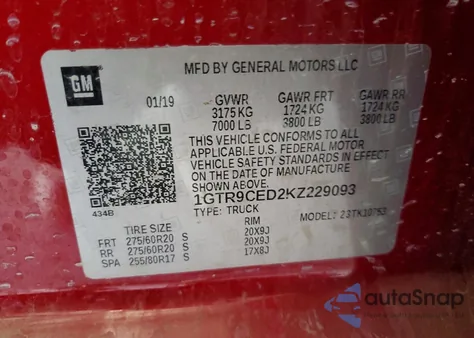 GM
MFD BY GENERAL MOTORS LLC
01/19 GVWR GAWR FRT GAWR RR
3175 KG 1724 KG 1724 KG
7000 LB 3800 LB 3800 LB
THIS VEHICLE CONFORMS TO ALL
APPLICABLE U.S. FEDERAL MOTOR
VEHICLE SAFETY STANDARDS IN EFFECT
ON THE DATE OF MANUFACTURE
SHOWN ABOVE.
1GTR9CED2KZ229093
434B TYPE: TRUCK MODEL: 23TK10753
TIRE SIZE RIM
FRT 275/60R20 S 20X9J
RR 275/60R20 S 20X9J
SPA 255/80R17 S 17X8J
autoSnap